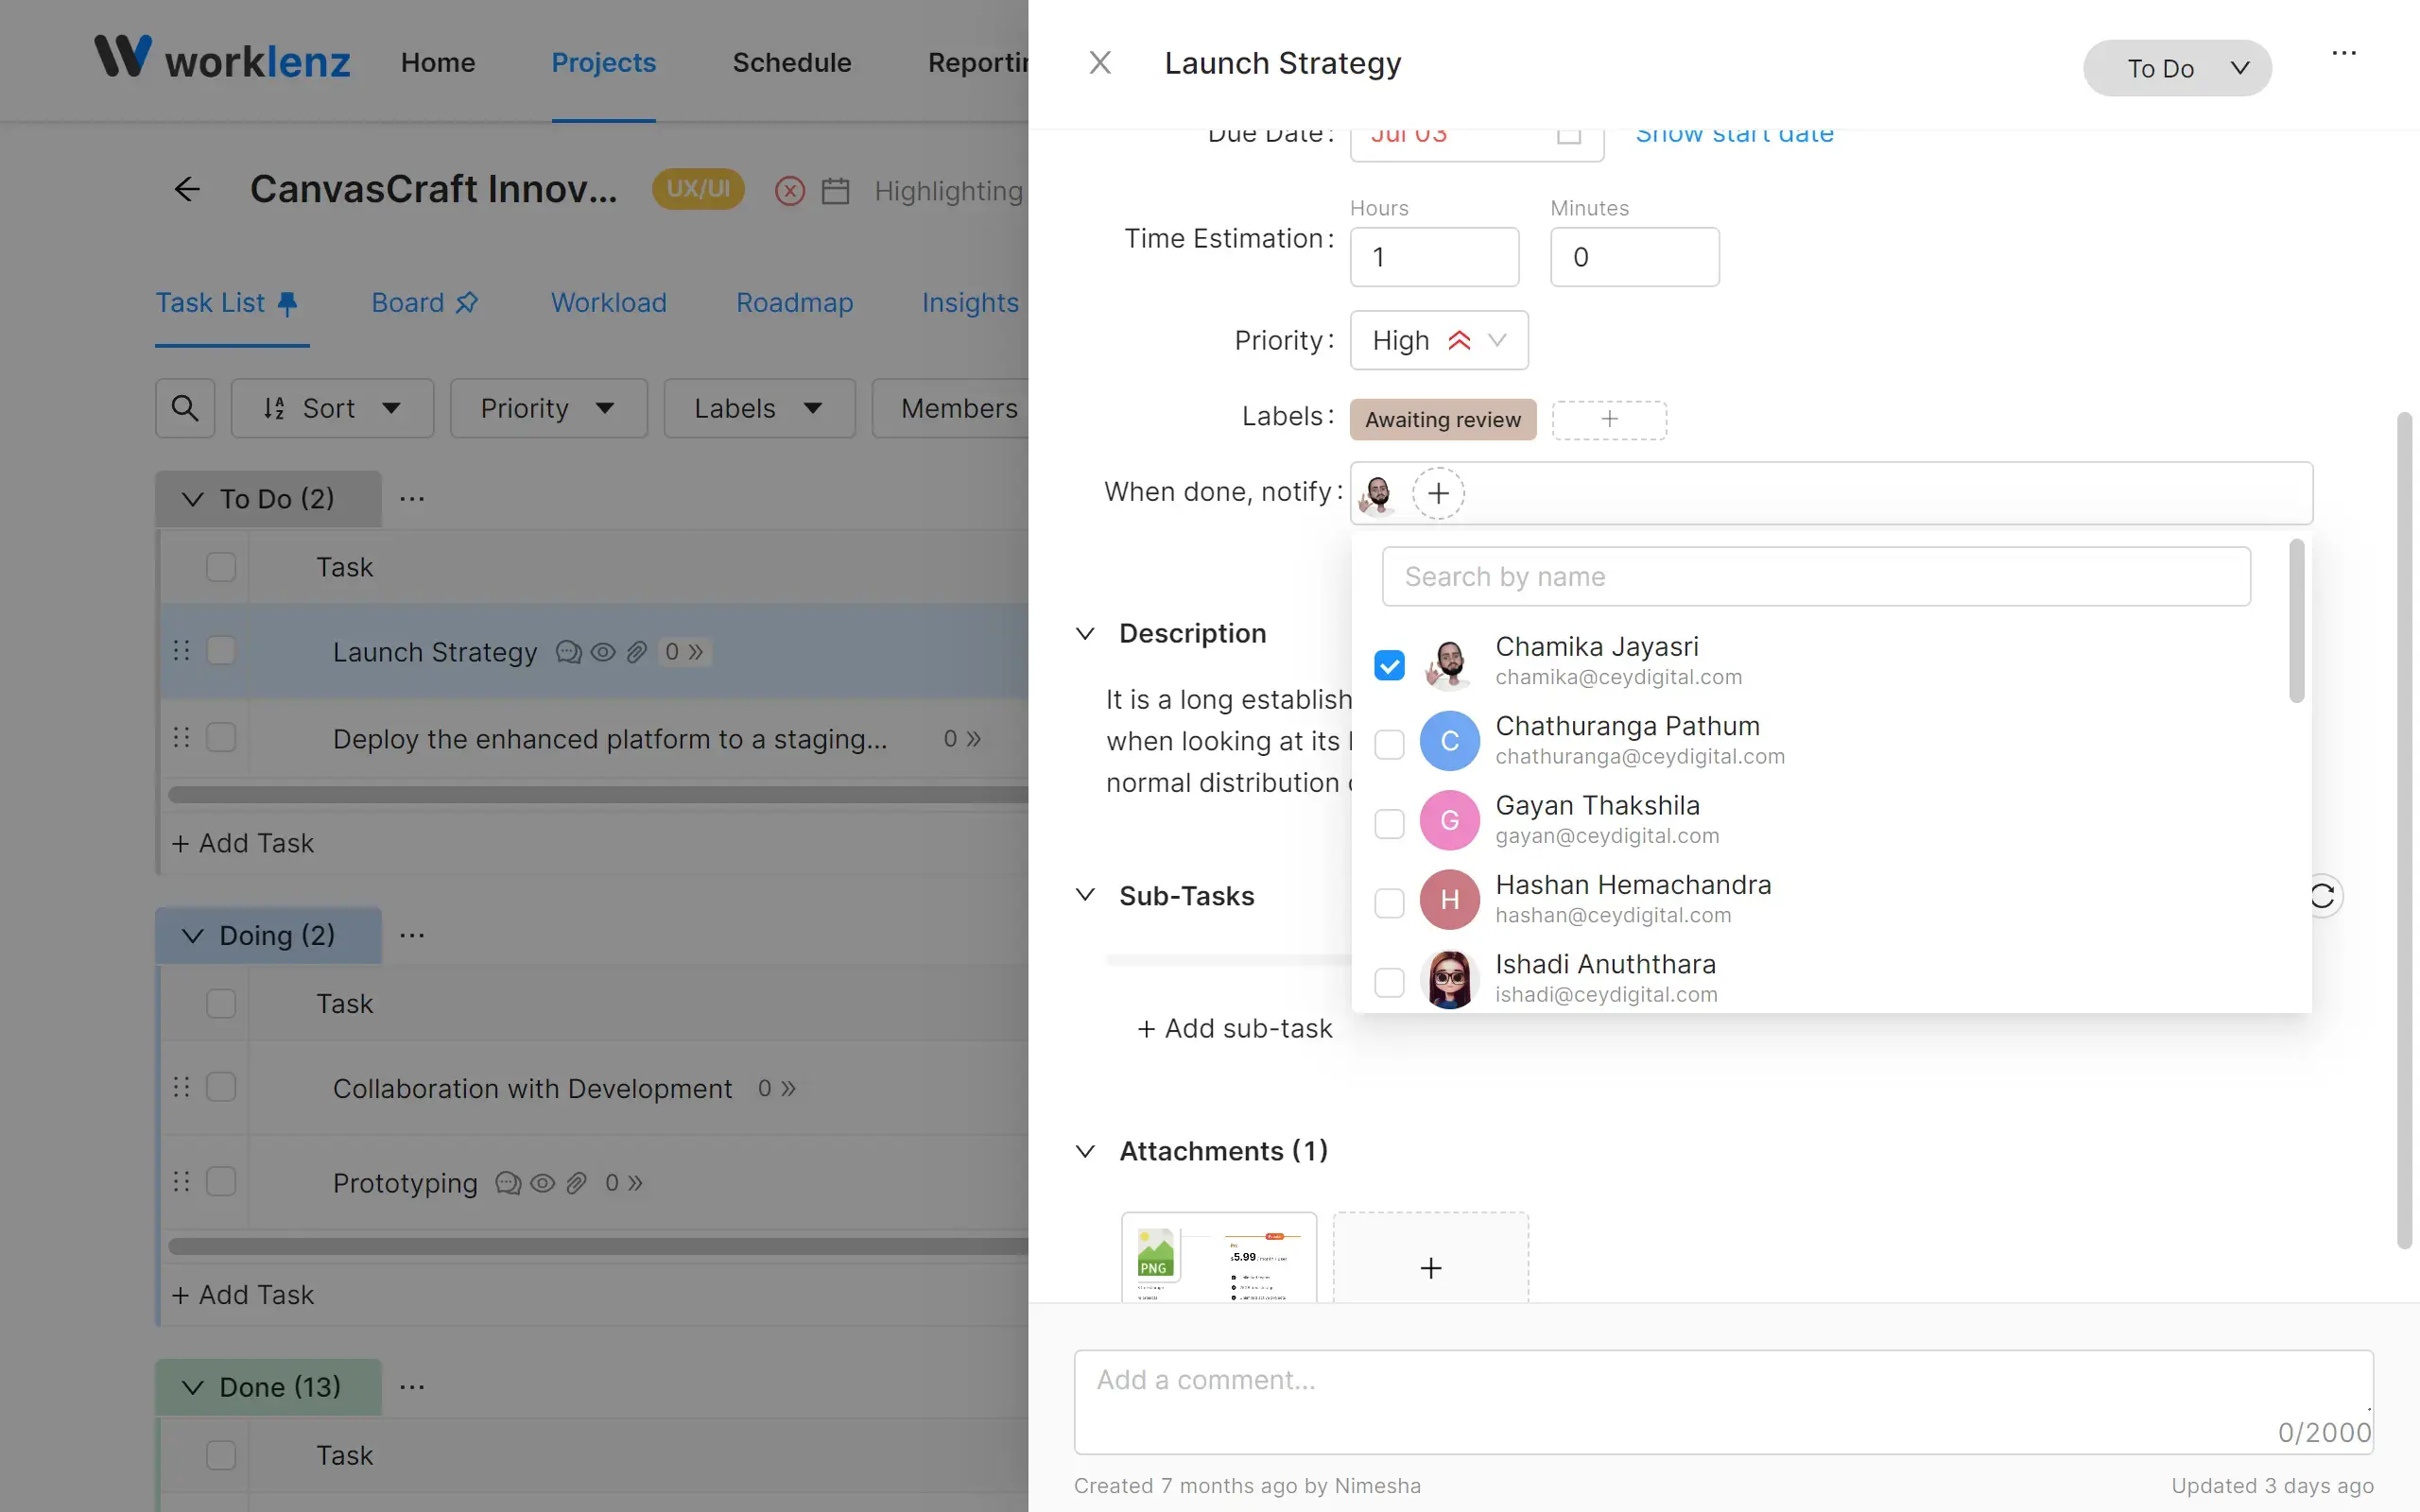 worklenz
Home
Projects
Schedule
Reportin
CanvasCraft Innov...
UX/UI
Highlighting
Task List
Board
Workload
Roadmap
Insights
Sort
Priority
Labels
Members
To Do (2)
Task
Launch Strategy
0
Deploy the enhanced platform to a staging...
0
+ Add Task
Doing (2)
Task
Collaboration with Development
0
Prototyping
0
+ Add Task
Done (13)
Task
Launch Strategy
To Do
Due Date:
Jul 03
Show start date
Hours
Minutes
Time Estimation:
1
0
Priority:
High
Labels:
Awaiting review
When done, notify:
Search by name
Chamika Jayasri
chamika@ceydigital.com
Chathuranga Pathum
C
chathuranga@ceydigital.com
Gayan Thakshila
G
gayan@ceydigital.com
Hashan Hemachandra
H
hashan@ceydigital.com
Ishadi Anuththara
ishadi@ceydigital.com
Description
It is a long establish
when looking at its
normal distribution
Sub-Tasks
+ Add sub-task
Attachments (1)
PNG
5.99
Add a comment...
0/2000
Created 7 months ago by Nimesha
Updated 3 days ago